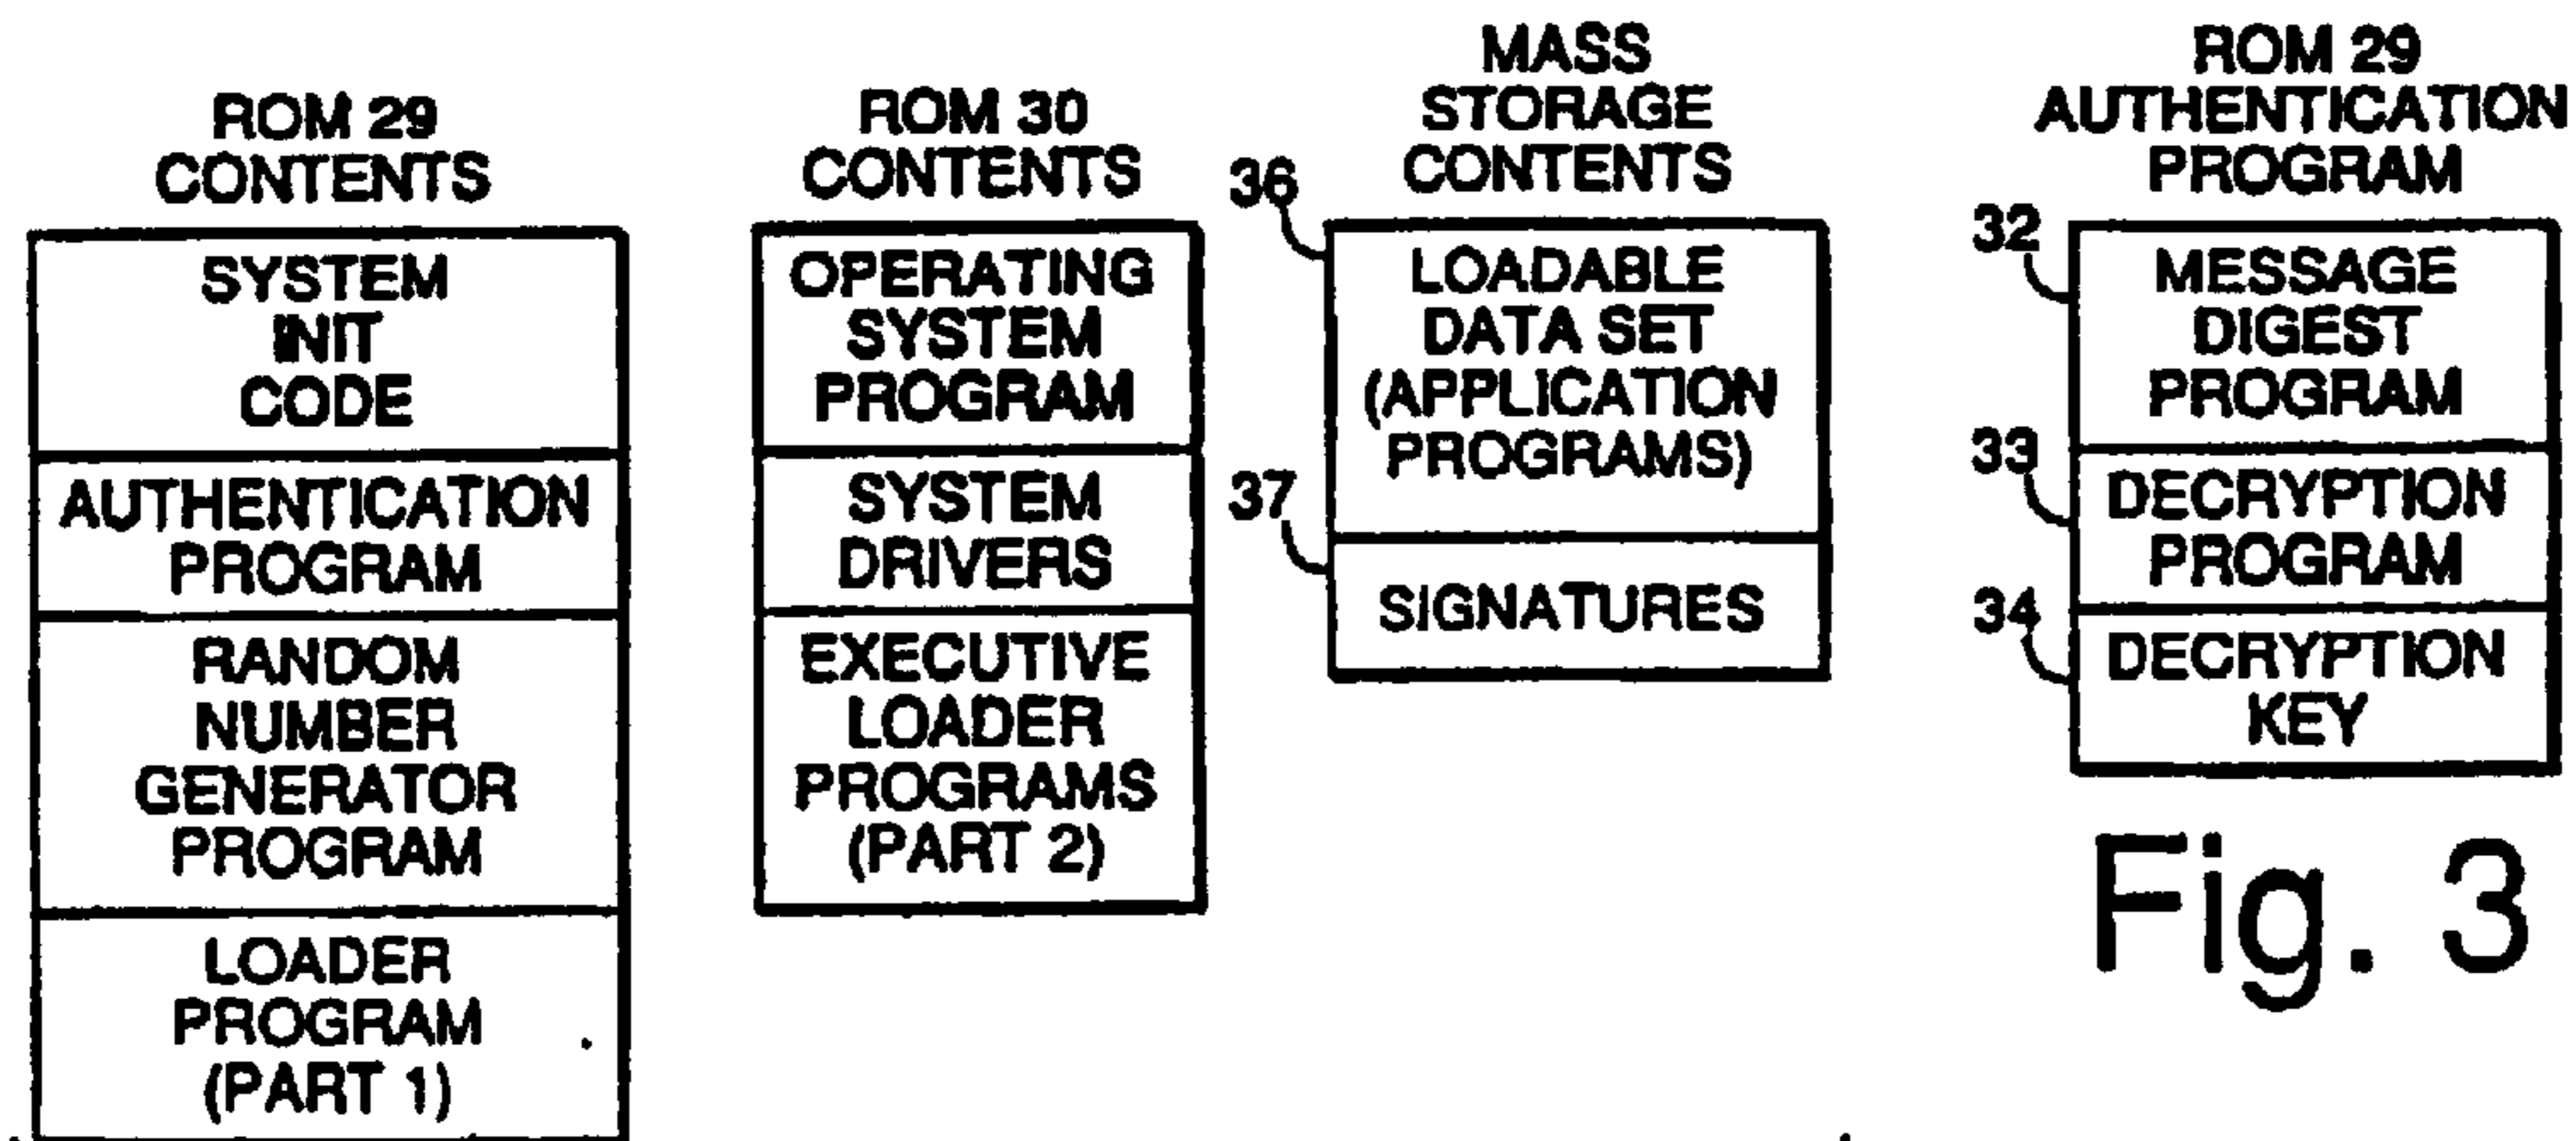 ROM 29
CONTENTS
SYSTEM
INIT
CODE
AUTHENTICATION
PROGRAM
RANDOM
NUMBER
GENERATOR
PROGRAM
LOADER
PROGRAM
(PART 1)
ROM 30
CONTENTS
OPERATING
SYSTEM
PROGRAM
SYSTEM
DRIVERS
EXECUTIVE
LOADER
PROGRAMS
(PART 2)
MASS
STORAGE
CONTENTS
36
LOADABLE
DATA SET
(APPLICATION
PROGRAMS)
37
SIGNATURES
ROM 29
AUTHENTICATION
PROGRAM
32
MESSAGE
DIGEST
PROGRAM
33
DECRYPTION
PROGRAM
34
DECRYPTION
KEY
Fig. 3